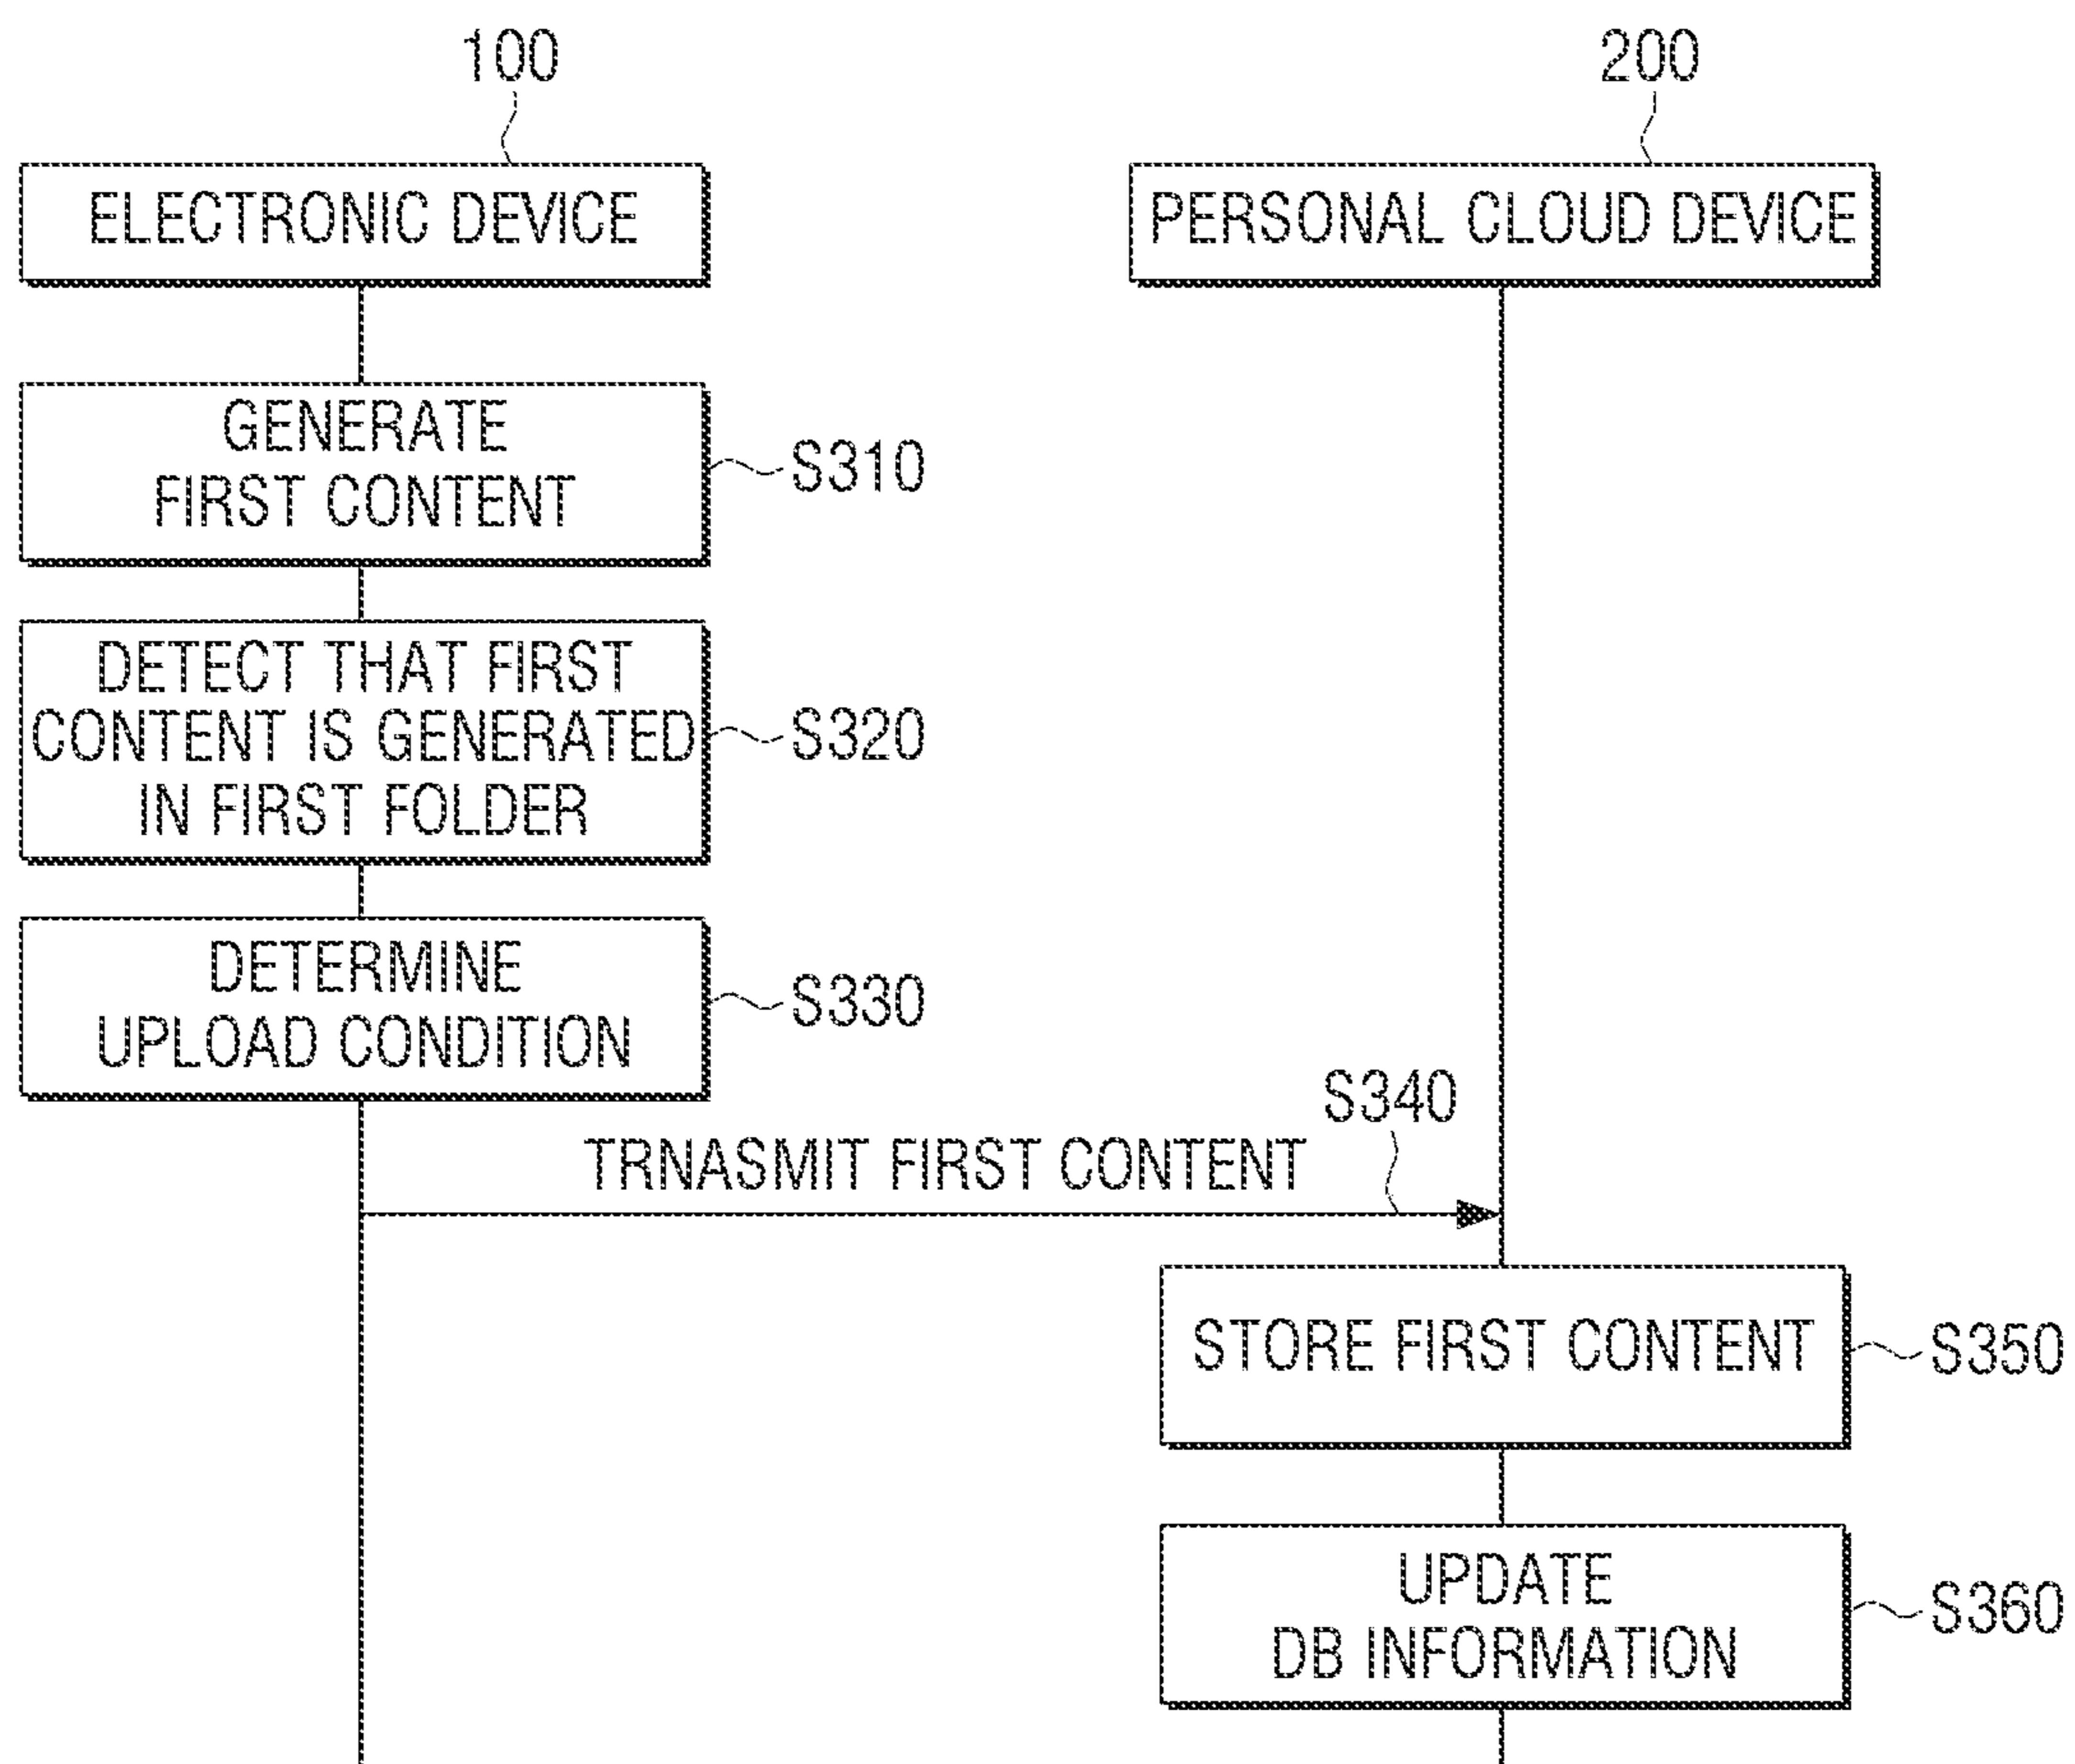 100
200
ELECTRONIC DEVICE
PERSONAL CLOUD DEVICE
GENERATE
FIRST CONTENT
S310
DETECT THAT FIRST
CONTENT IS GENERATED
IN FIRST FOLDER
S320
DETERMINE
UPLOAD CONDITION
S330
S340
TRNASMIT FIRST CONTENT
STORE FIRST CONTENT
S350
UPDATE
DB INFORMATION
S360